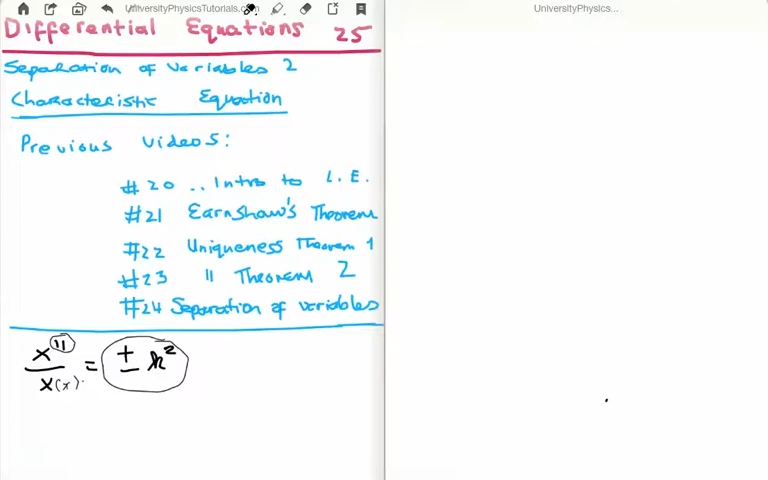 UniversityPhysicsTutorials.com
UniversityPhysics...
Differential Equations 25
Separation of variables 2
Characteristic Equation
Previous videos:
#20 .. Intro to L.E.
#21 Earnshaw's Theorem
#22 Uniqueness Theorem 1
#23 " Theorem 2
#24 Separation of variables
X'' / X(x) = ± k²